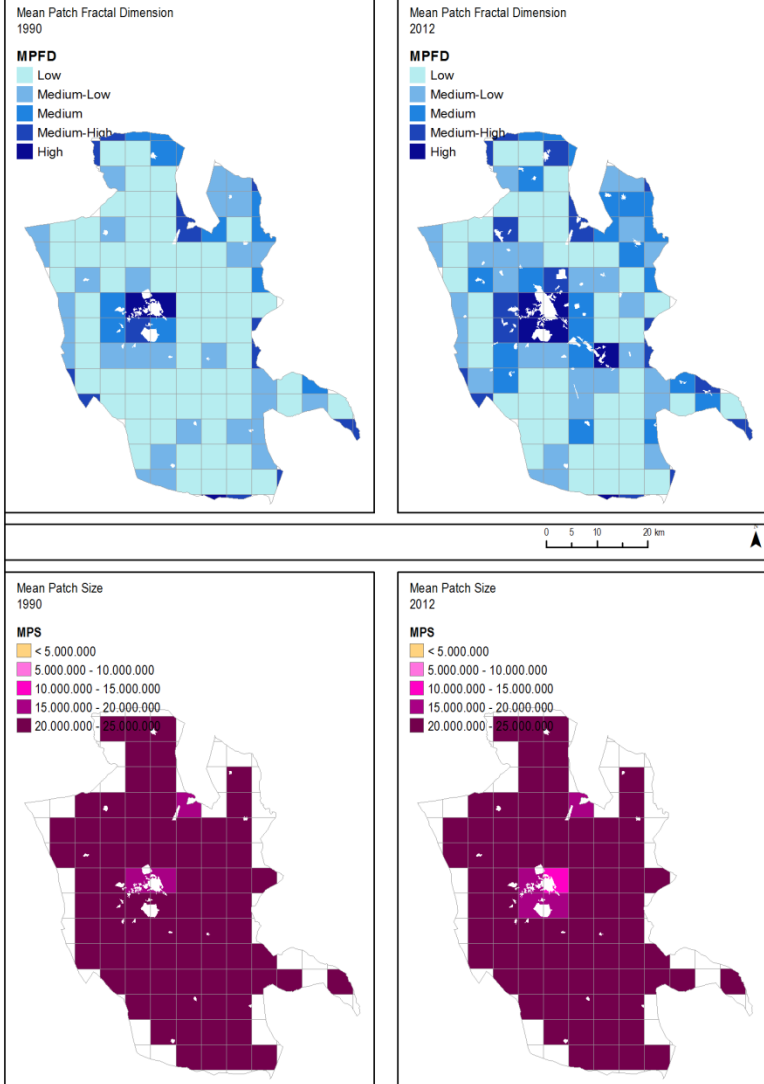 Mean Patch Fractal Dimension
1990
MPFD
Low
Medium-Low
Medium
Medium-High
High
Mean Patch Fractal Dimension
2012
MPFD
Low
Medium-Low
Medium
Medium-High
High
0 5 10 20 km
Mean Patch Size
1990
MPS
< 5.000.000
5.000.000 - 10.000.000
10.000.000 - 15.000.000
15.000.000 - 20.000.000
20.000.000 - 25.000.000
Mean Patch Size
2012
MPS
< 5.000.000
5.000.000 - 10.000.000
10.000.000 - 15.000.000
15.000.000 - 20.000.000
20.000.000 - 25.000.000